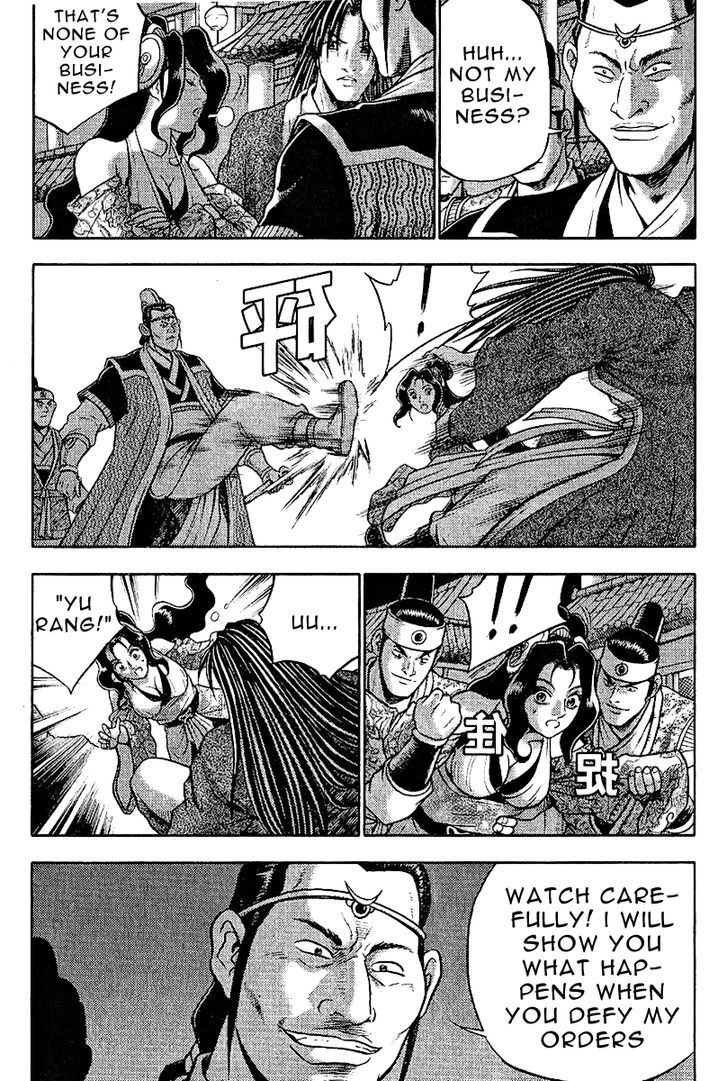 THAT'S
NONE OF
YOUR
BUSI-
NESS!
HUH...
NOT MY
BUSI-
NESS?
砰
!
"YU
RANG!"
UU...
!!
抓
住
WATCH CARE-
FULLY! I WILL
SHOW YOU
WHAT HAP-
PENS WHEN
YOU DEFY MY
ORDERS